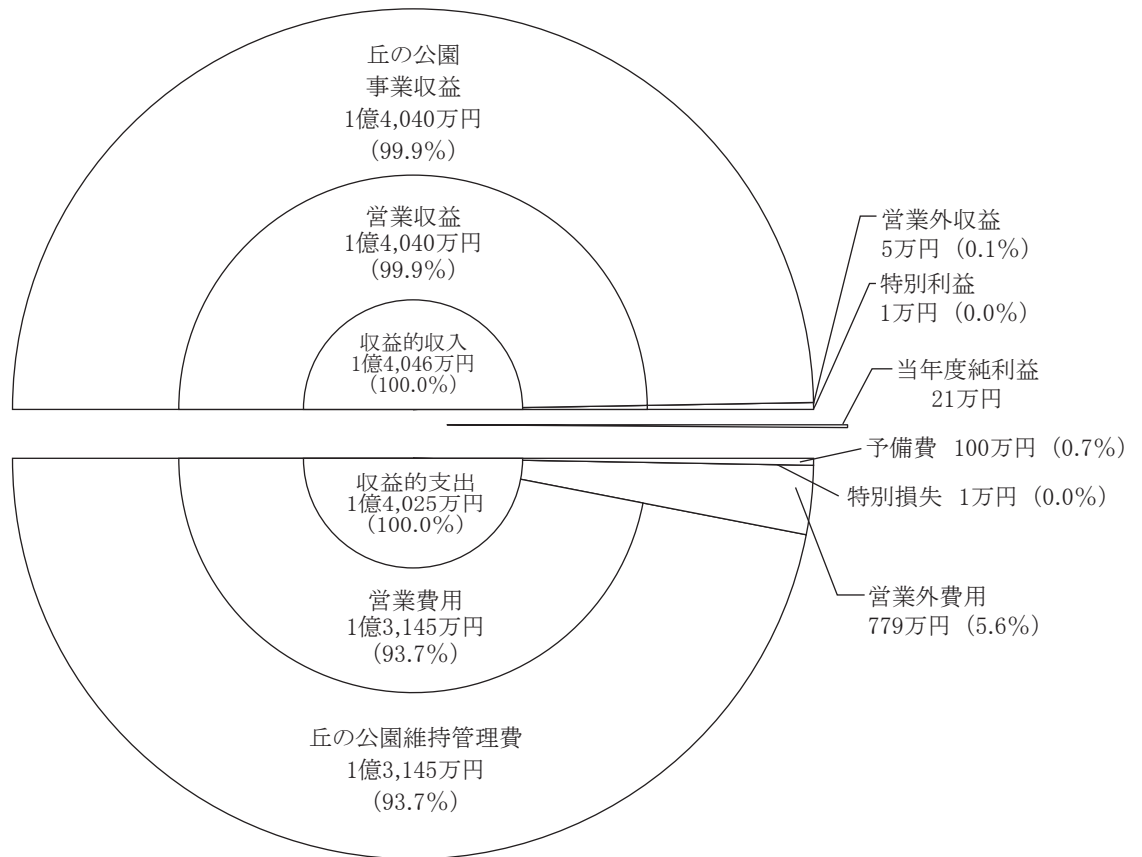 丘の公園
事業収益
1億4,040万円
（99.9%）
営業収益
1億4,040万円
（99.9%）
収益的収入
1億4,046万円
（100.0%）
営業外収益
5万円（0.1%）
特別利益
1万円（0.0%）
当年度純利益
21万円
予備費 100万円（0.7%）
特別損失 1万円（0.0%）
収益的支出
1億4,025万円
（100.0%）
営業外費用
779万円（5.6%）
営業費用
1億3,145万円
（93.7%）
丘の公園維持管理費
1億3,145万円
（93.7%）